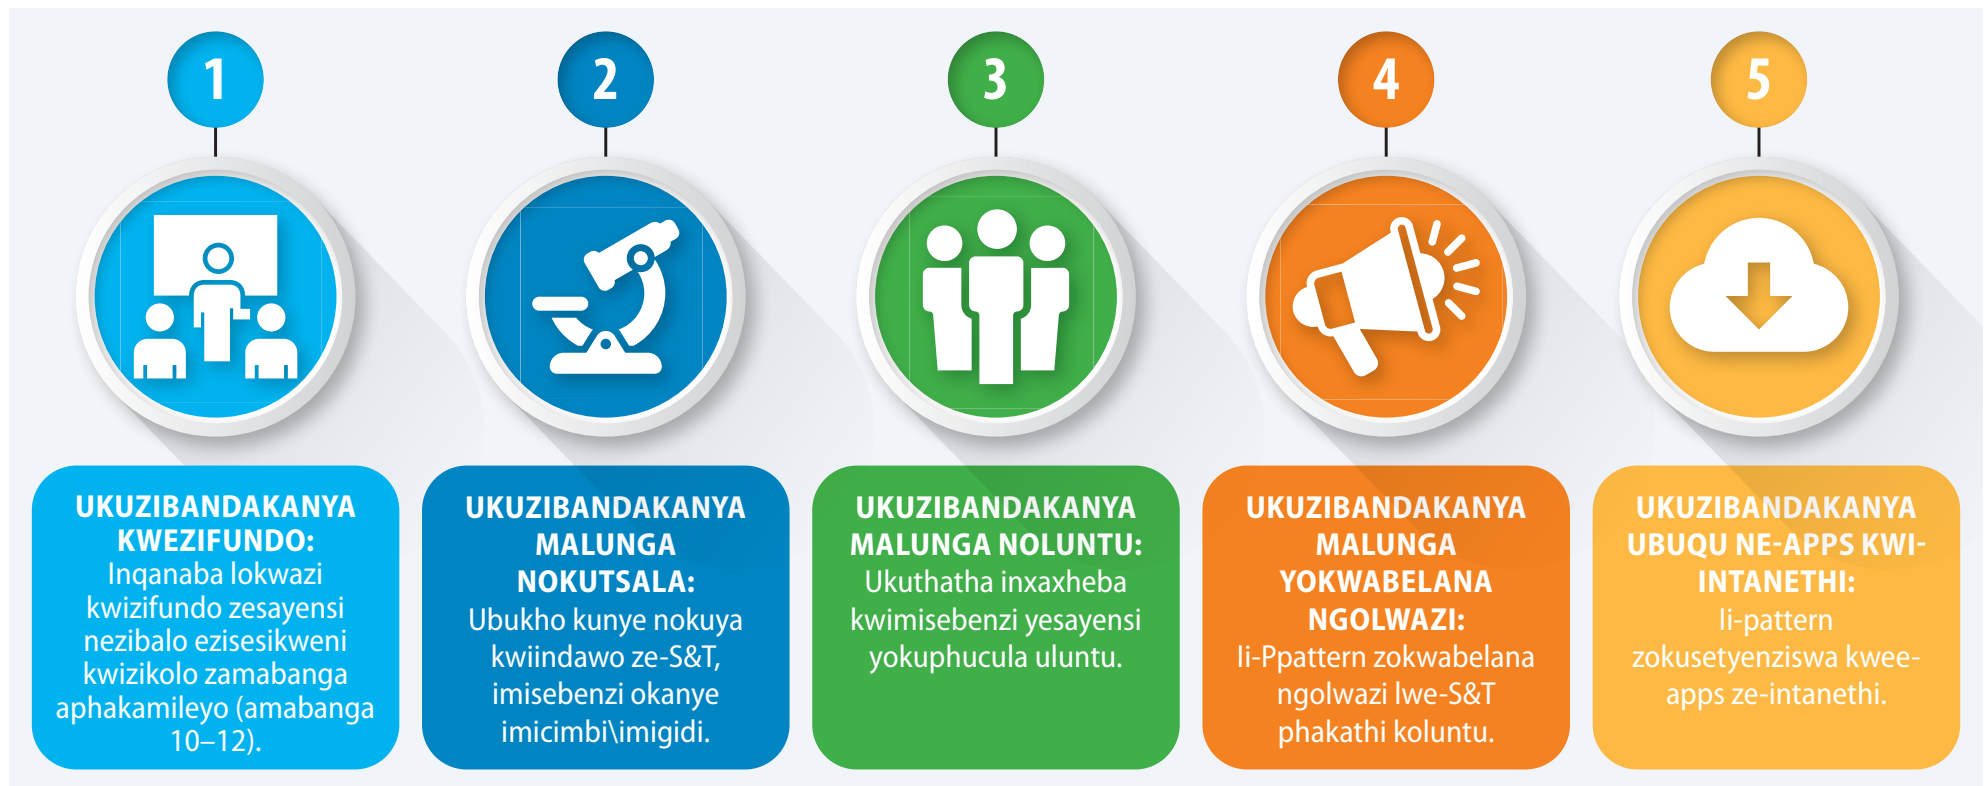 1
2
3
4
5
UKUZIBANDAKANYA
KWEZIFUNDO:
Inqanaba lokwazi
kwizifundo zesayensi
nezibalo ezisesikweni
kwizikolo zamabanga
aphakamileyo (amabanga
10–12).
UKUZIBANDAKANYA
MALUNGA
NOKUTSALA:
Ubukho kunye nokuya
kwiindawo ze-S&T,
imisebenzi okanye
imicimbi\imigidi.
UKUZIBANDAKANYA
MALUNGA NOLUNTU:
Ukuthatha inxaxheba
kwimisebenzi yesayensi
yokuphucula uluntu.
UKUZIBANDAKANYA
MALUNGA
YOKWABELANA
NGOLWAZI:
Ii-Ppattern zokwabelana
ngolwazi lwe-S&T
phakathi koluntu.
UKUZIBANDAKANYA
UBUQU NE-APPS KWI-
INTANETHI:
Ii-pattern
zokusetyenziswa kwee-
apps ze-intanethi.